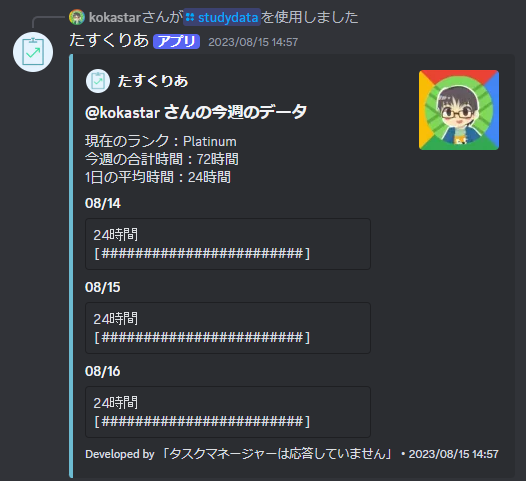 kokastarさんが studydata を使用しました
たすくりあ アプリ 2023/08/15 14:57
たすくりあ
@kokastar さんの今週のデータ
現在のランク：Platinum
今週の合計時間：72時間
1日の平均時間：24時間
08/14
24時間
[########################]
08/15
24時間
[########################]
08/16
24時間
[########################]
Developed by 「タスクマネージャーは応答していません」 • 2023/08/15 14:57